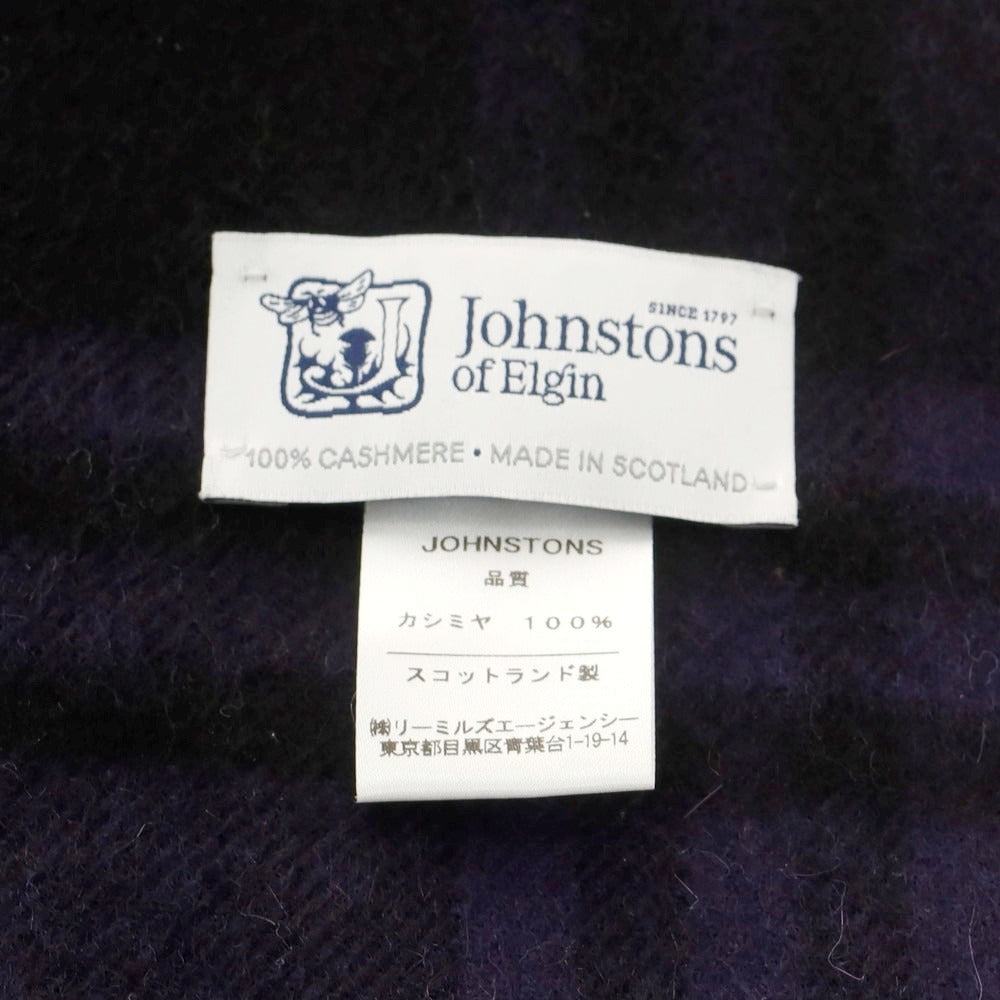 SINCE 1797
Johnstons
of Elgin
100% CASHMERE • MADE IN SCOTLAND
JOHNSTONS
品質
カシミヤ 100%
スコットランド製
㈱リーミルズエージェンシー
東京都目黒区青葉台1-19-14